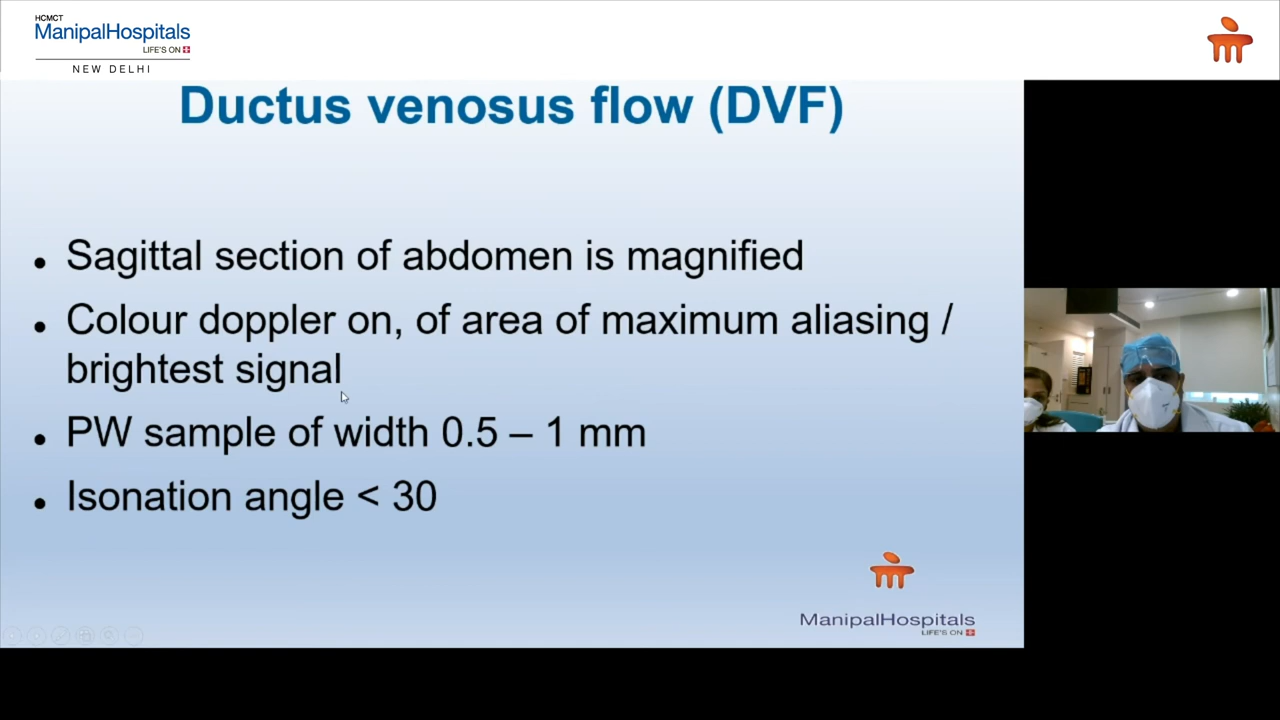 HCMCT
ManipalHospitals
LIFE'S ON
NEW DELHI
Ductus venosus flow (DVF)
• Sagittal section of abdomen is magnified
• Colour doppler on, of area of maximum aliasing /
brightest signal
• PW sample of width 0.5 – 1 mm
• Isonation angle < 30
ManipalHospitals
LIFE'S ON